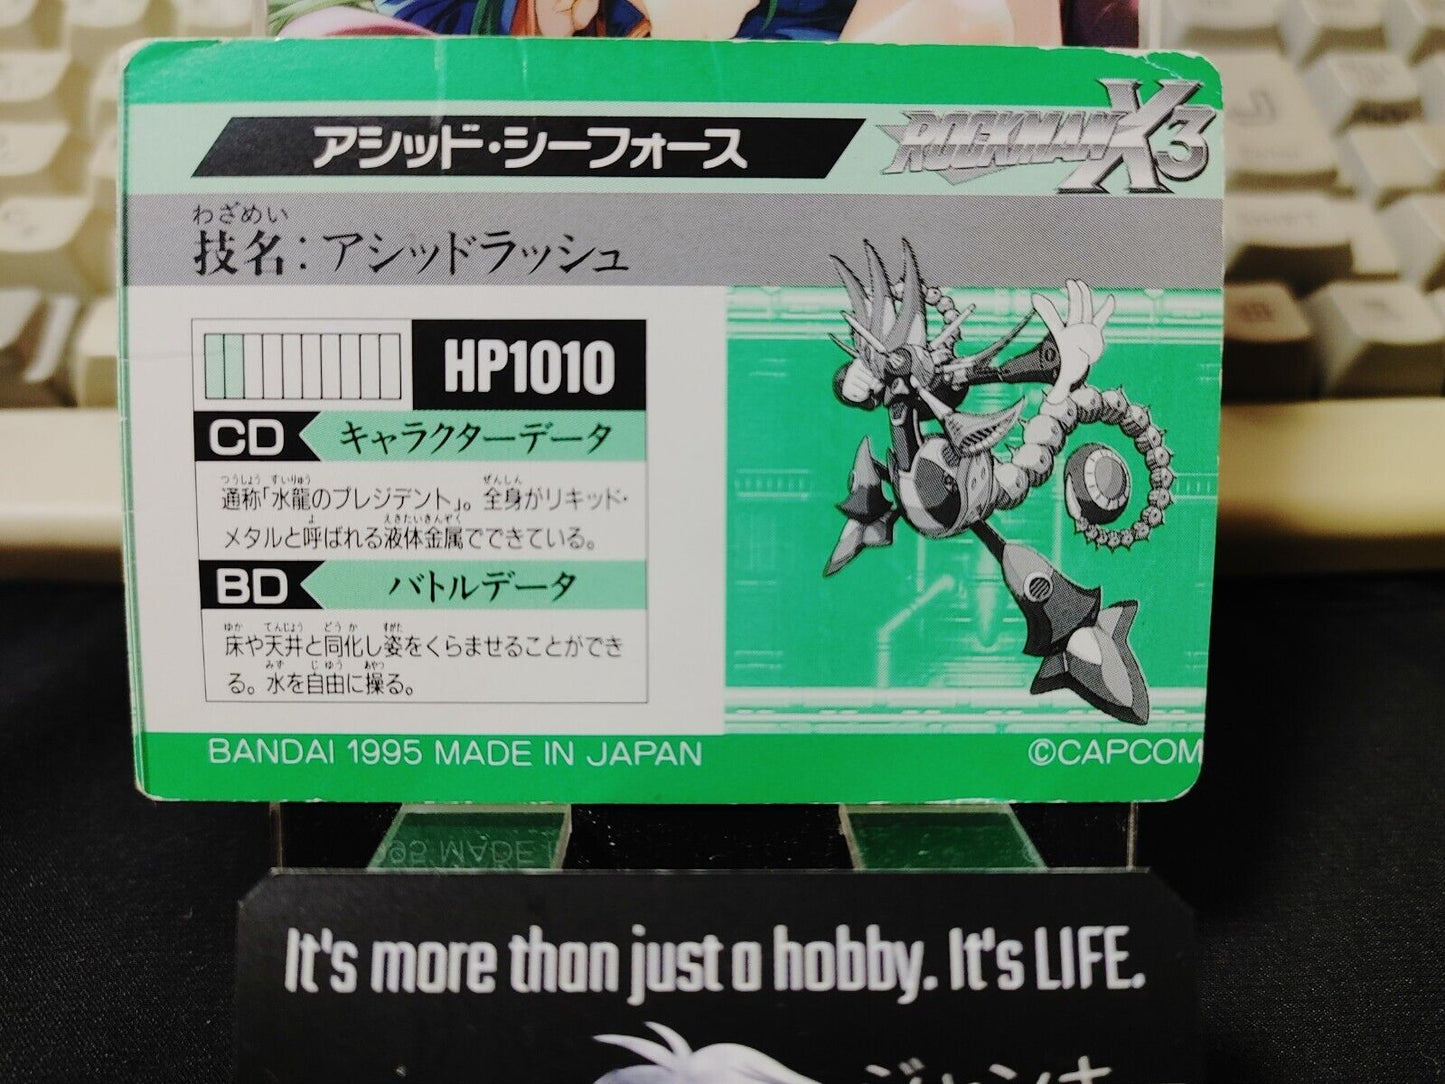 アシッド・シーフォース
ROCKMAN X3
わざめい
技名：アシッドラッシュ
HP1010
CD キャラクターデータ
つうしょう すいりゅう ぜんしん
通称「水龍のプレジデント」。全身がリキッド・
よ えきたいきんぞく
メタルと呼ばれる液体金属でできている。
BD バトルデータ
ゆか てんじょう どうか すがた
床や天井と同化し姿をくらませることができ
みず じゆう あやつ
る。水を自由に操る。
BANDAI 1995 MADE IN JAPAN
©CAPCOM
It's more than just a hobby. It's LIFE.